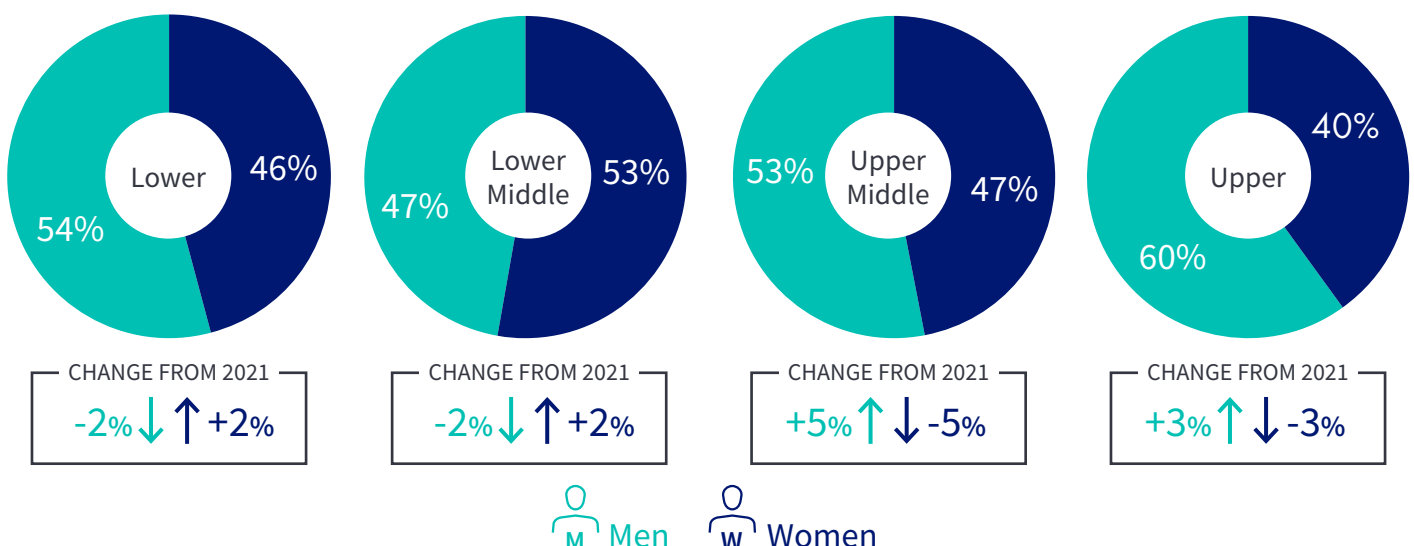 46%
Lower
54%
53%
Lower
Middle
47%
53%
Upper
Middle
47%
40%
Upper
60%
CHANGE FROM 2021
-2% +2%
CHANGE FROM 2021
-2% +2%
CHANGE FROM 2021
+5% -5%
CHANGE FROM 2021
+3% -3%
M Men
W Women